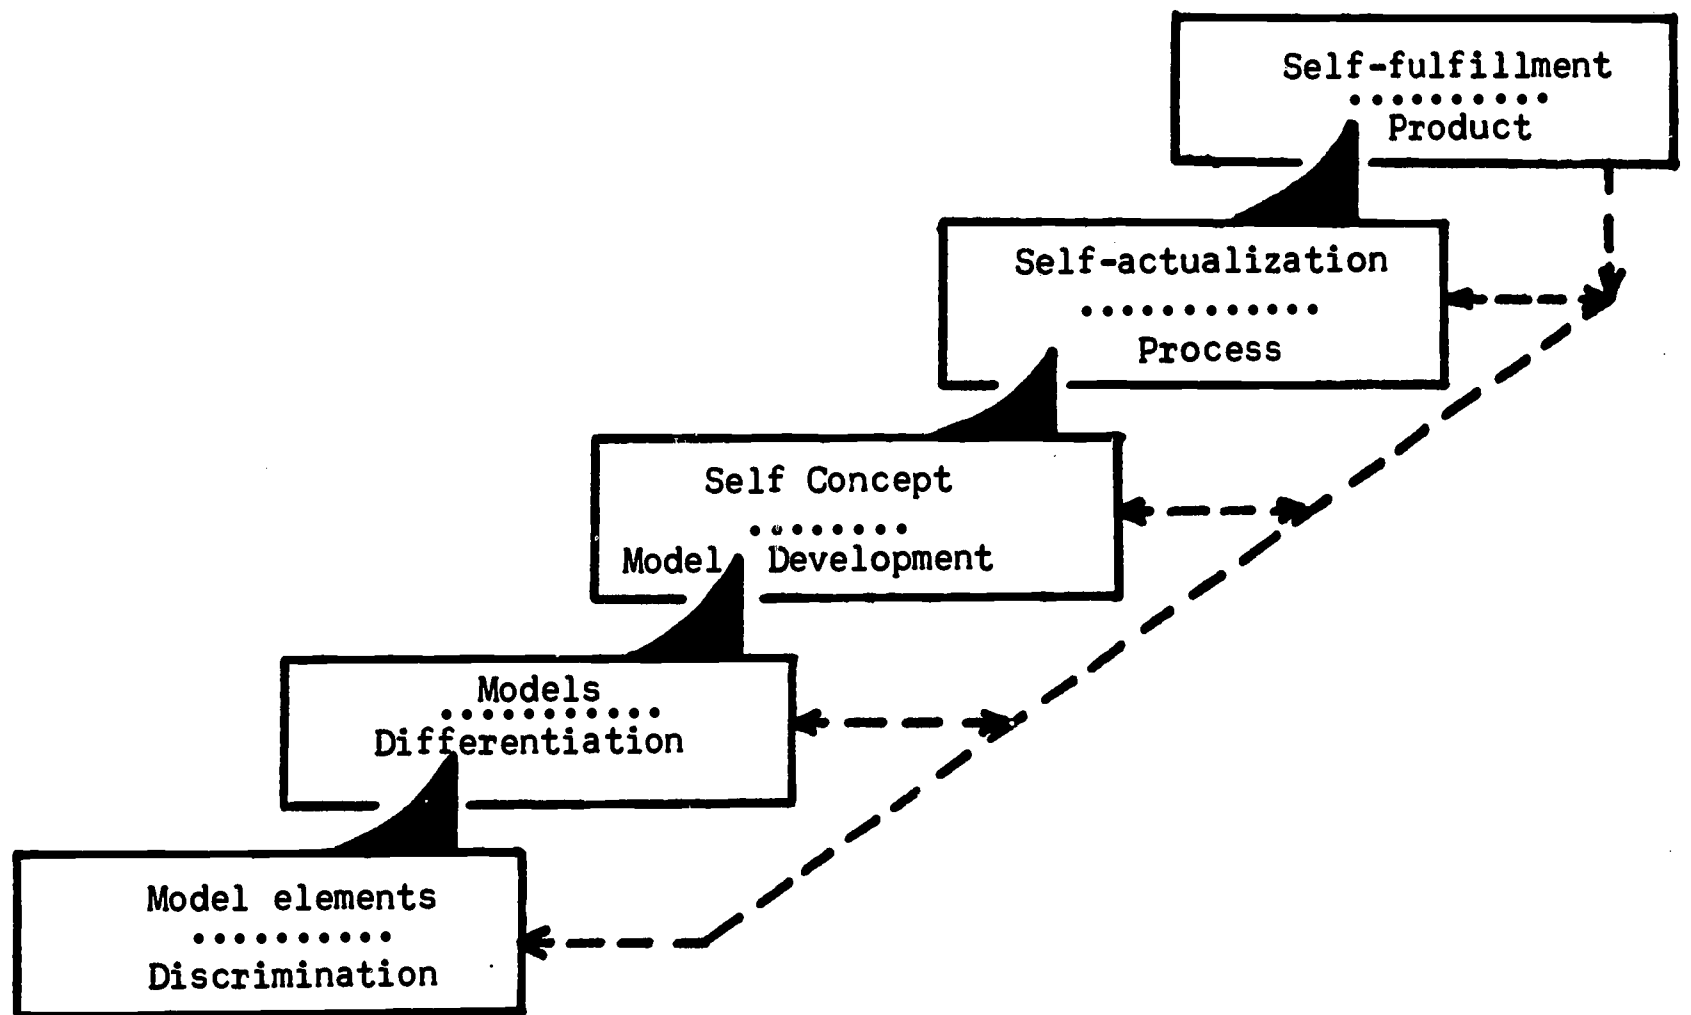 Self-fulfillment
Product
Self-actualization
Process
Self Concept
Model Development
Models
Differentiation
Model elements
Discrimination